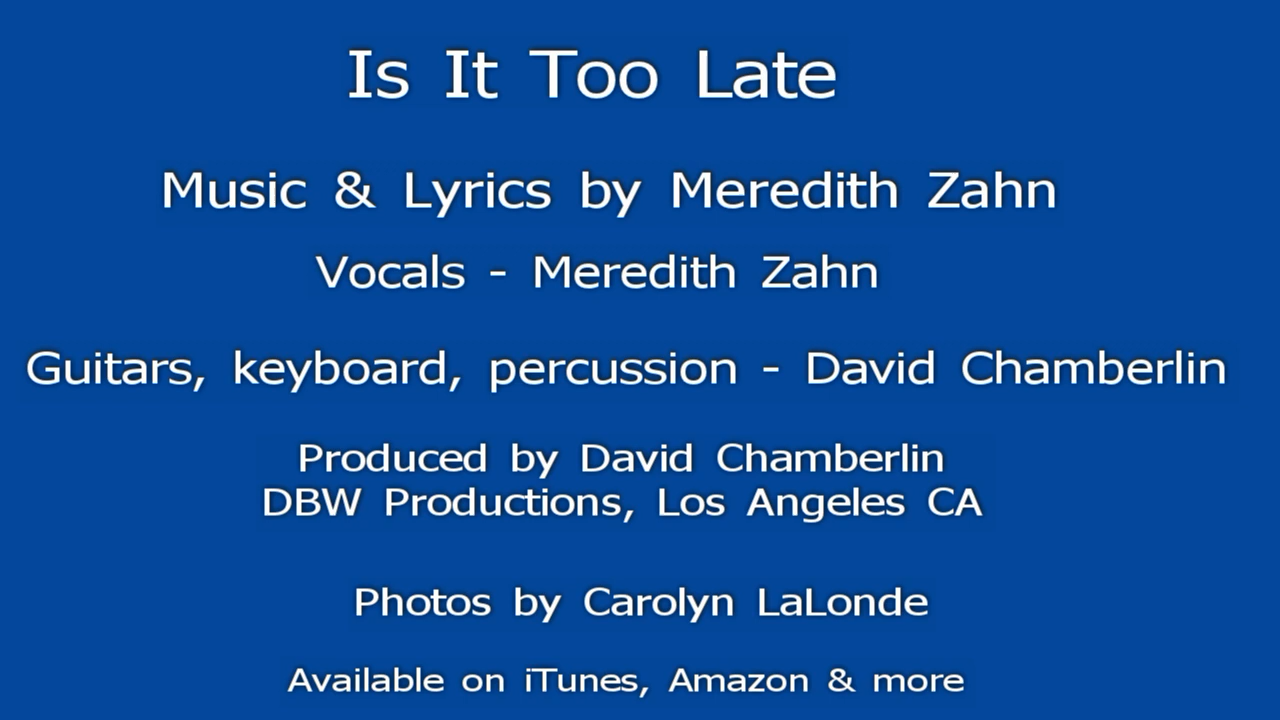 Is It Too Late
Music & Lyrics by Meredith Zahn
Vocals - Meredith Zahn
Guitars, keyboard, percussion - David Chamberlin
Produced by David Chamberlin
DBW Productions, Los Angeles CA
Photos by Carolyn LaLonde
Available on iTunes, Amazon & more